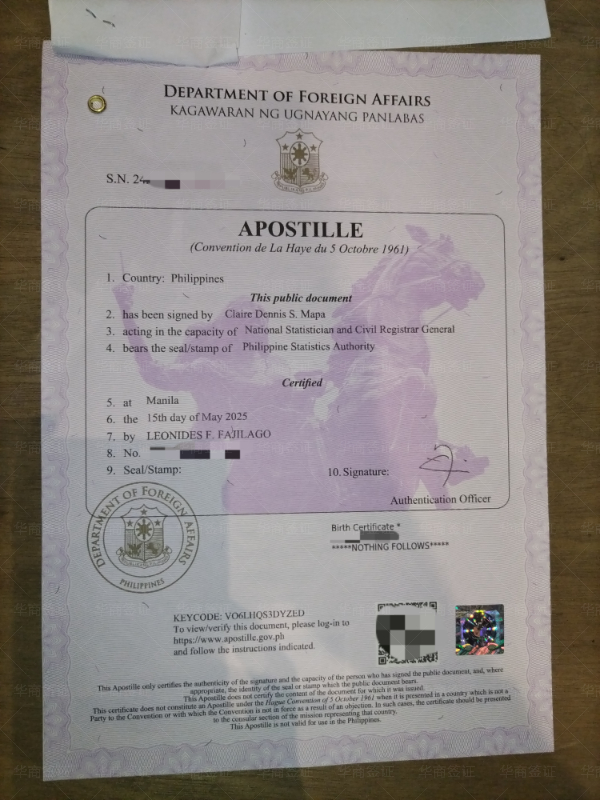 DEPARTMENT OF FOREIGN AFFAIRS
KAGAWARAN NG UGNAYANG PANLABAS
S.N. 24
APOSTILLE
(Convention de La Haye du 5 Octobre 1961)
1. Country: Philippines
This public document
2. has been signed by Claire Dennis S. Mapa
3. acting in the capacity of National Statistician and Civil Registrar General
4. bears the seal/stamp of Philippine Statistics Authority
Certified
5. at Manila
6. the 15th day of May 2025
7. by LEONIDES F. FAJILAGO
8. No.
9. Seal/Stamp:
10. Signature:
Authentication Officer
DEPARTMENT OF FOREIGN AFFAIRS
PHILIPPINES
Birth Certificate *
*****NOTHING FOLLOWS*****
KEYCODE: VO6LHQS3DYZED
To view/verify this document, please log-in to
https://www.apostille.gov.ph
and follow the instructions indicated.
This Apostille only certifies the authenticity of the signature and the capacity of the person who has signed the public document, and, where
appropriate, the identity of the seal or stamp which the public document bears.
This Apostille does not certify the content of the document for which it was issued.
This certificate does not constitute an Apostille under the Hague Convention of 5 October 1961 when it is presented in a country which is not a
Party to the Convention or with which the Convention is not in force as a result of an objection. In such cases, the certificate should be presented
to the consular section of the mission representing that country.
This Apostille is not valid for use in the Philippines.
华商签证